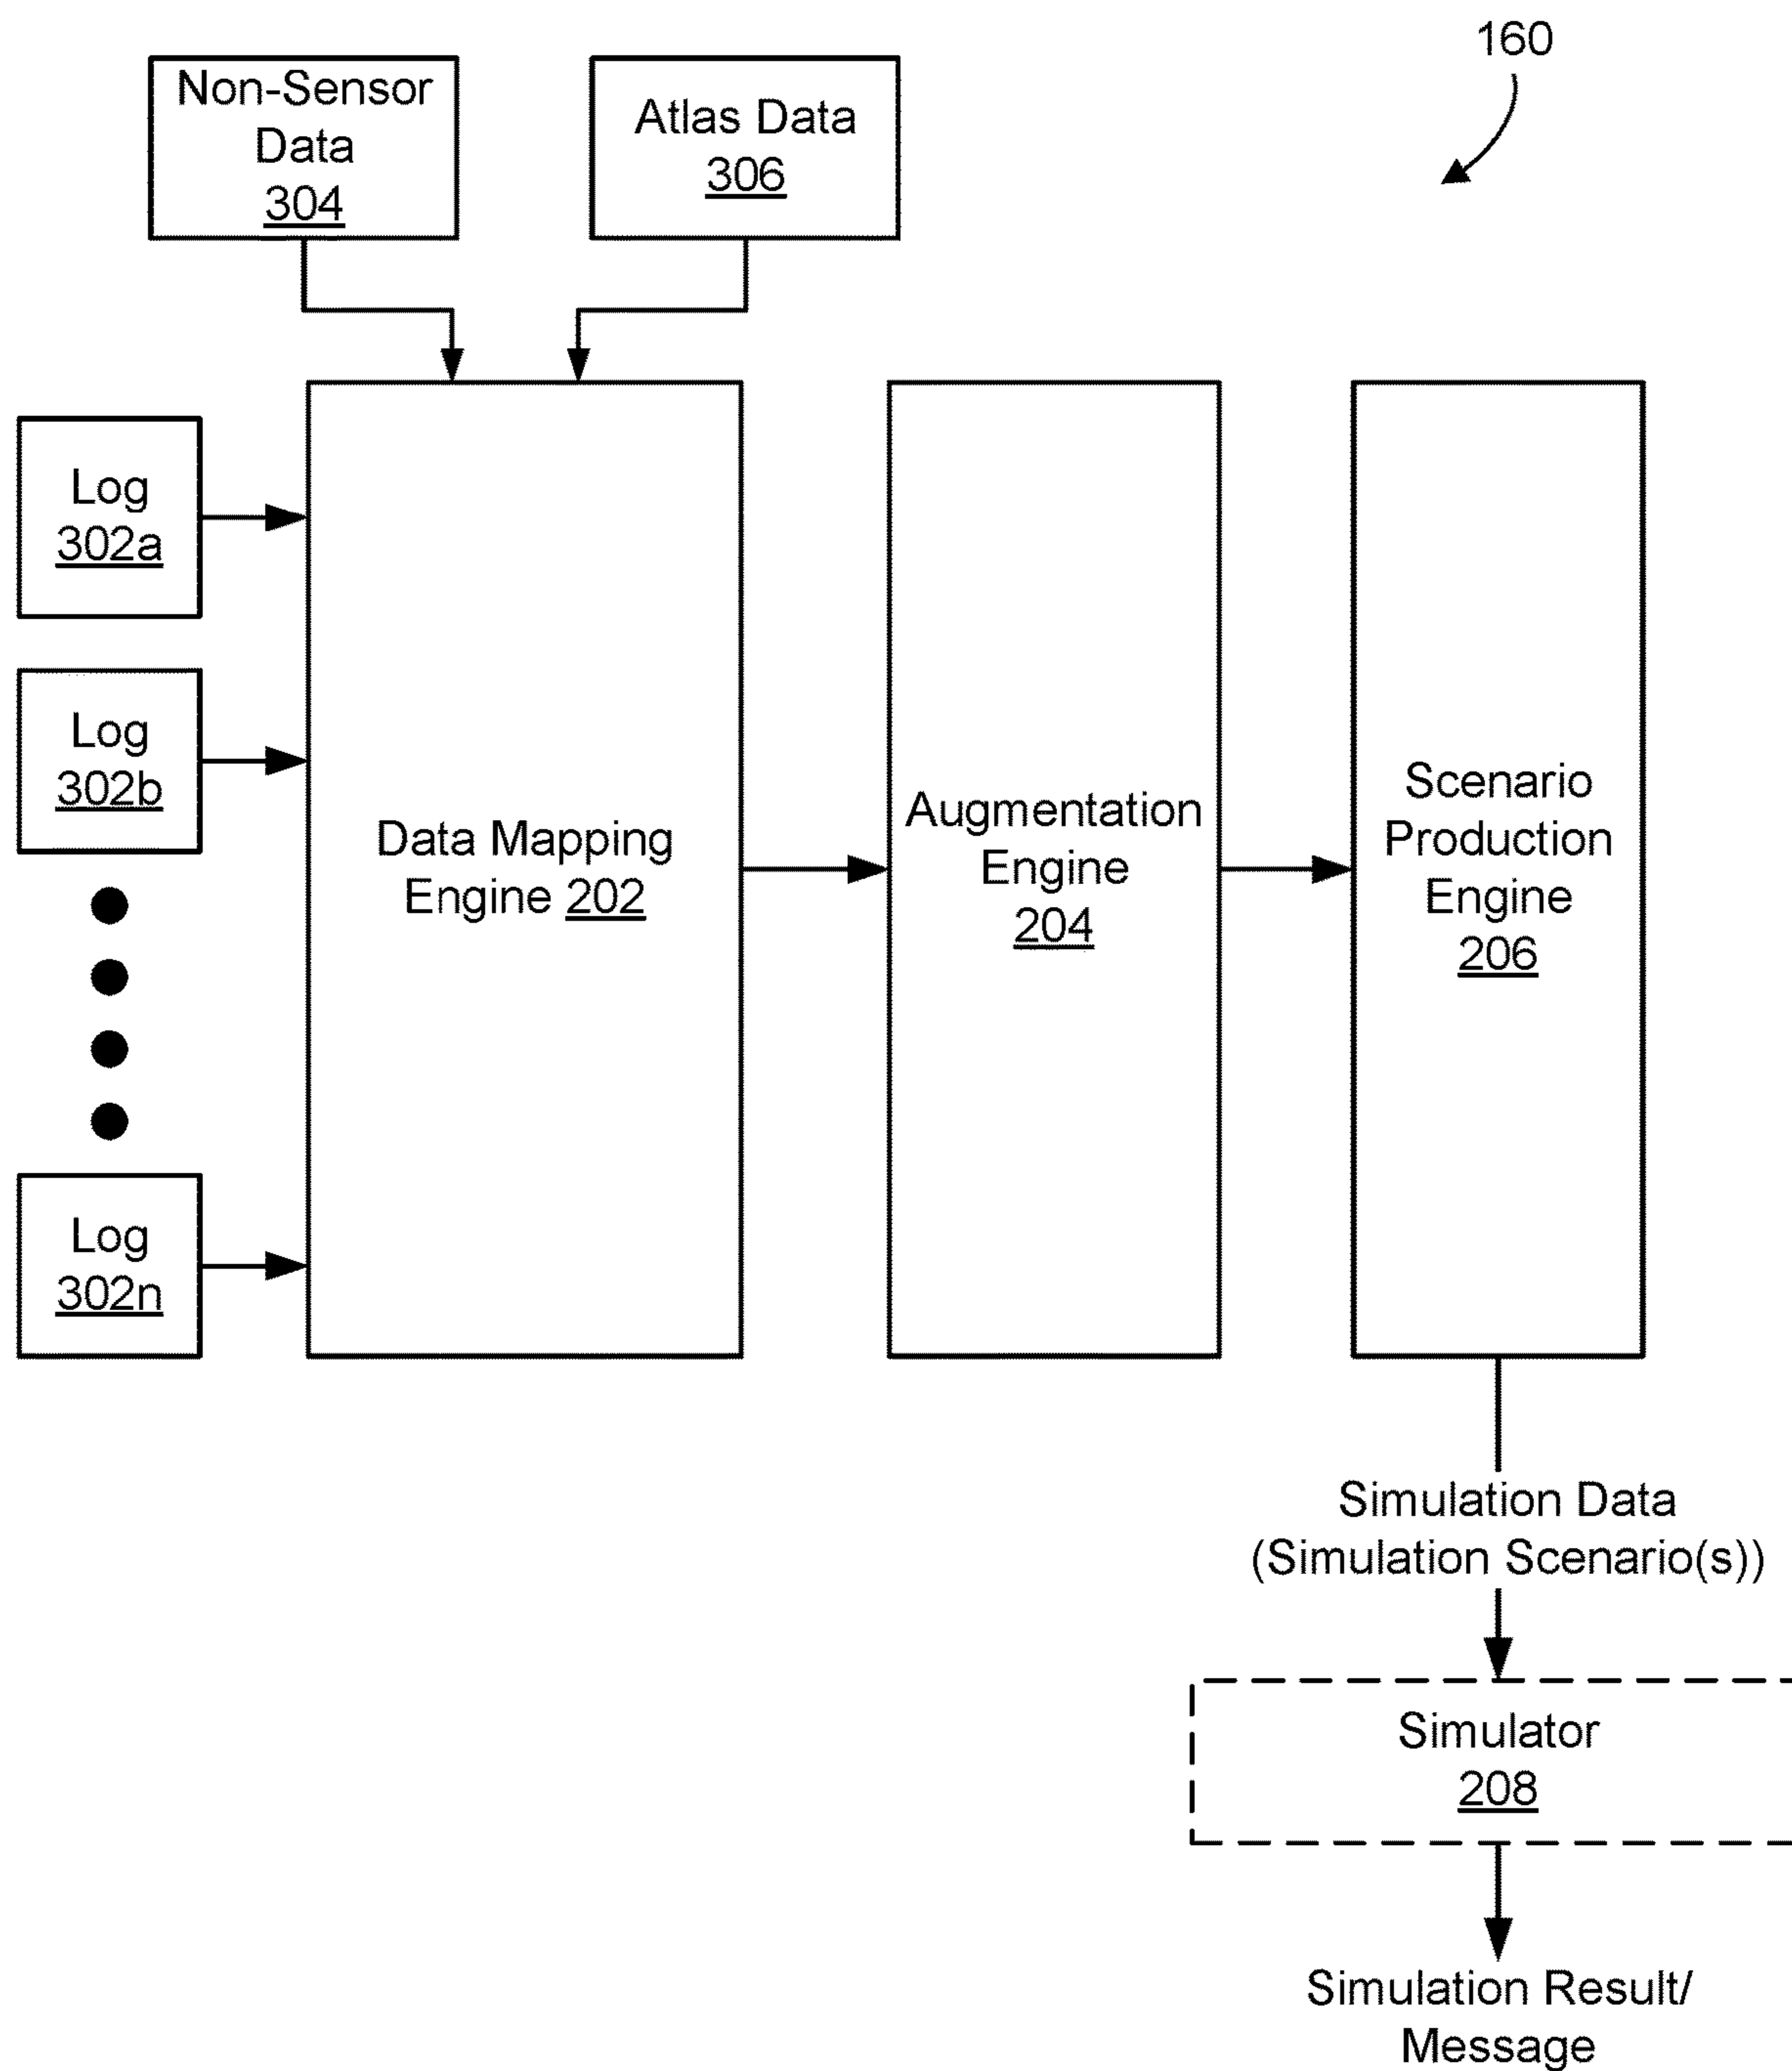 160
Non-Sensor
Data
304
Atlas Data
306
Log
302a
Log
302b
Log
302n
Data Mapping
Engine 202
Augmentation
Engine
204
Scenario
Production
Engine
206
Simulation Data
(Simulation Scenario(s))
Simulator
208
Simulation Result/
Message